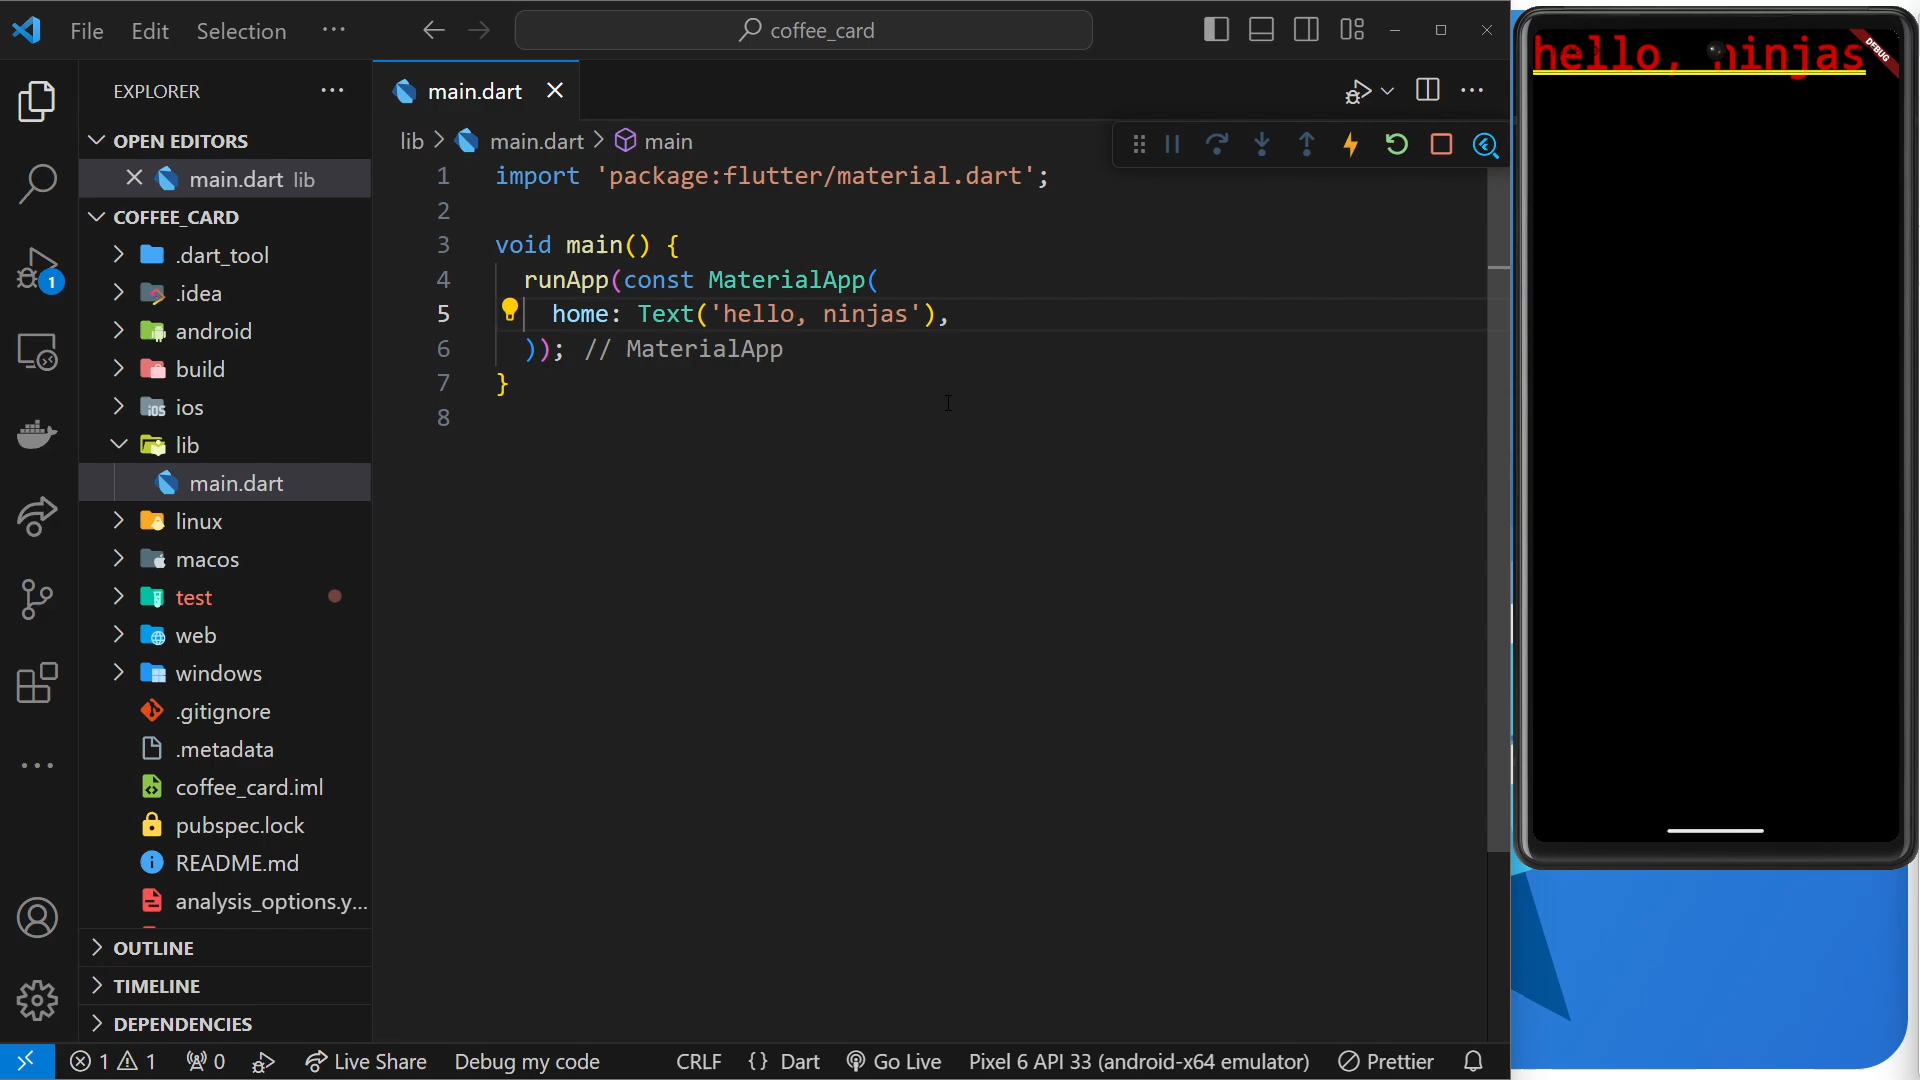 File Edit Selection ··· coffee_card
EXPLORER ···
OPEN EDITORS
main.dart lib
COFFEE_CARD
.dart_tool
.idea
android
build
ios
lib
main.dart
linux
macos
test
web
windows
.gitignore
.metadata
coffee_card.iml
pubspec.lock
README.md
analysis_options.y...
OUTLINE
TIMELINE
DEPENDENCIES
main.dart
lib > main.dart > main
1 import 'package:flutter/material.dart';
2
3 void main() {
4 runApp(const MaterialApp(
5 home: Text('hello, ninjas'),
6 )); // MaterialApp
7 }
8
1
1 1 0 Live Share Debug my code CRLF {} Dart Go Live Pixel 6 API 33 (android-x64 emulator) Prettier
hello, ninjas
DEBUG